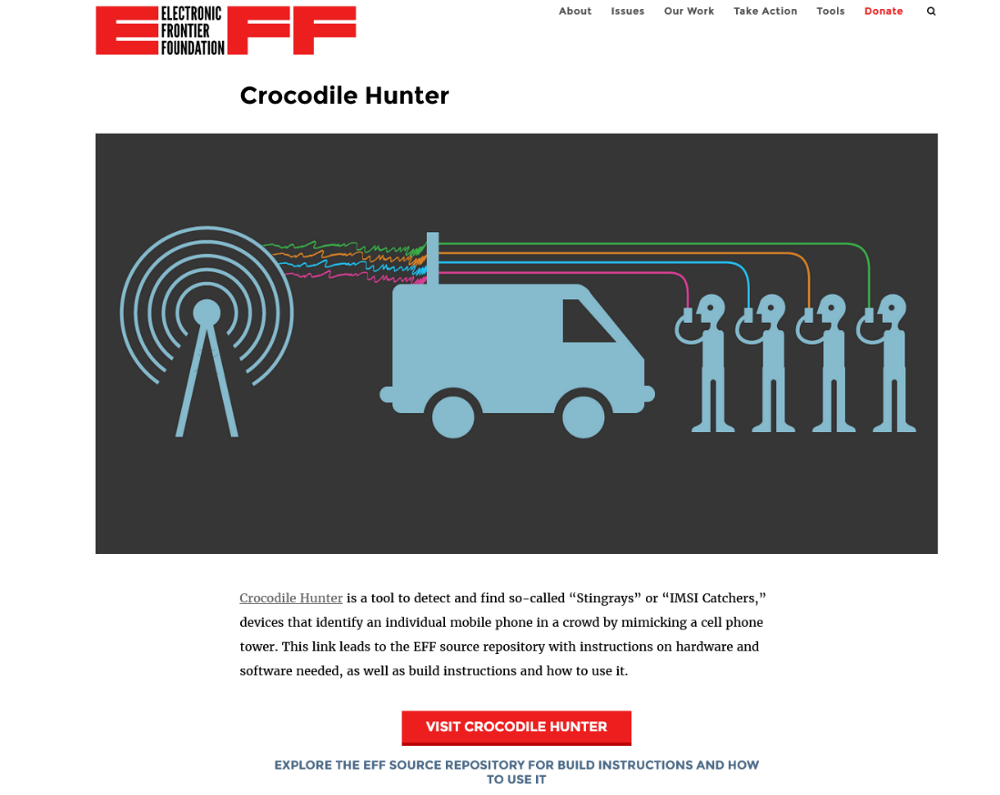 ELECTRONIC
FRONTIER
FOUNDATION
EFF
About Issues Our Work Take Action Tools Donate
Crocodile Hunter
Crocodile Hunter is a tool to detect and find so-called “Stingrays” or “IMSI Catchers,”
devices that identify an individual mobile phone in a crowd by mimicking a cell phone
tower. This link leads to the EFF source repository with instructions on hardware and
software needed, as well as build instructions and how to use it.
VISIT CROCODILE HUNTER
EXPLORE THE EFF SOURCE REPOSITORY FOR BUILD INSTRUCTIONS AND HOW
TO USE IT